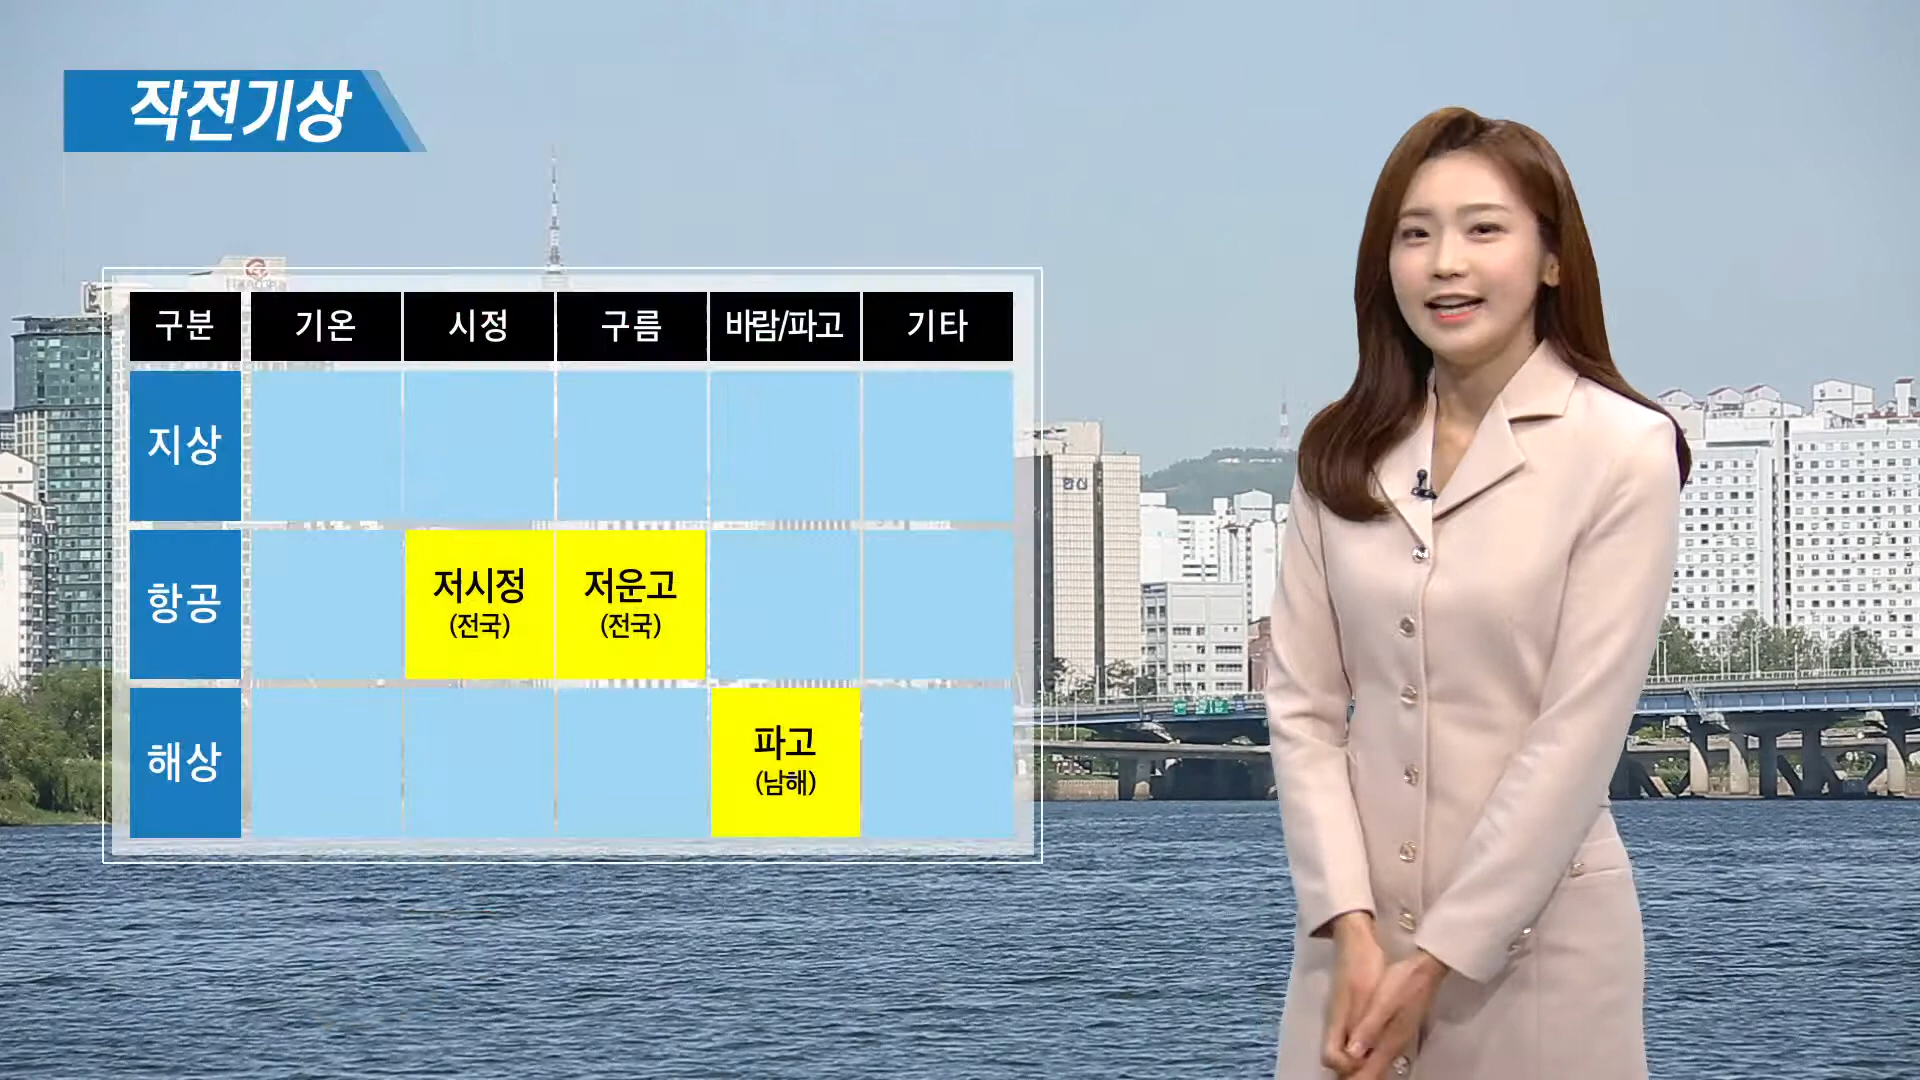 작전기상
구분 기온 시정 구름 바람/파고 기타
지상
항공 저시정 저운고
(전국) (전국)
해상 파고
(남해)